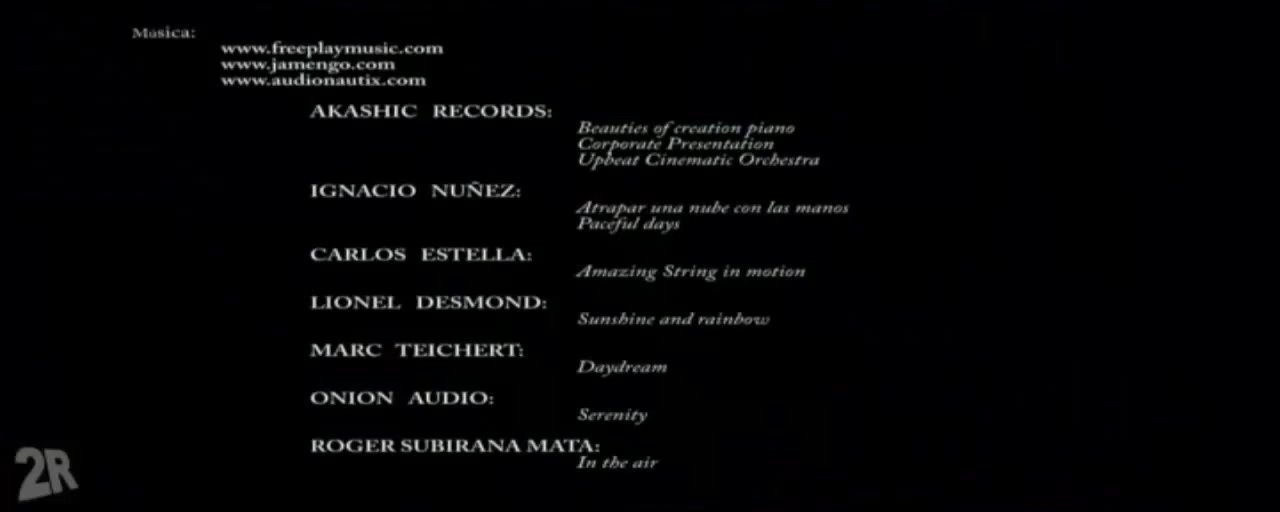 Música:
www.freeplaymusic.com
www.jamengo.com
www.audionautix.com
AKASHIC RECORDS:
Beauties of creation piano
Corporate Presentation
Upbeat Cinematic Orchestra
IGNACIO NUÑEZ:
Atrapar una nube con las manos
Paceful days
CARLOS ESTELLA:
Amazing String in motion
LIONEL DESMOND:
Sunshine and rainbow
MARC TEICHERT:
Daydream
ONION AUDIO:
Serenity
ROGER SUBIRANA MATA:
In the air
2R